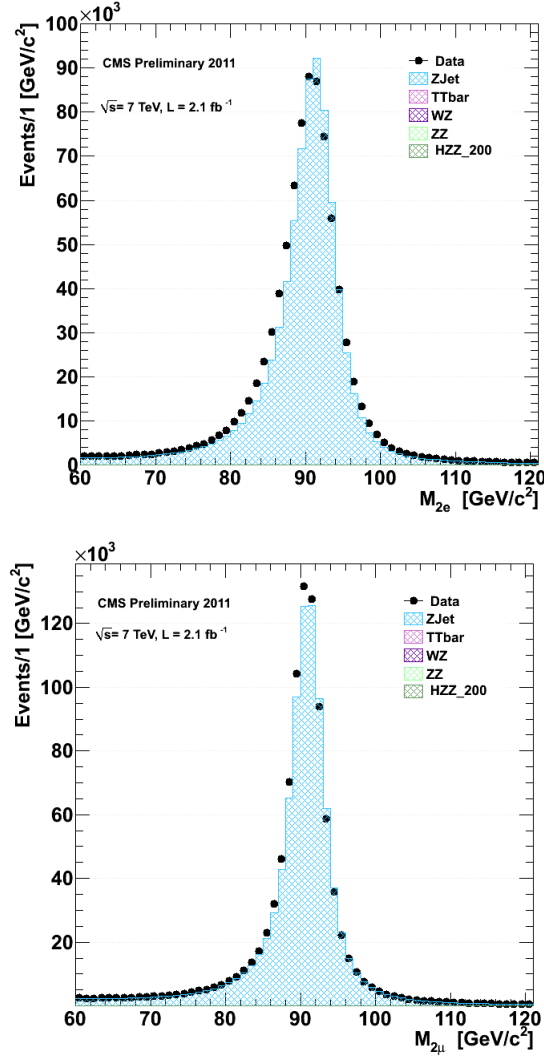 ×10³
Events/1 [GeV/c²]
100
90
80
70
60
50
40
30
20
10
0
CMS Preliminary 2011
√s= 7 TeV, L = 2.1 fb⁻¹
Data
ZJet
TTbar
WZ
ZZ
HZZ_200
60 70 80 90 100 110 120
M₂ₑ [GeV/c²]
×10³
Events/1 [GeV/c²]
120
100
80
60
40
20
CMS Preliminary 2011
√s= 7 TeV, L = 2.1 fb⁻¹
Data
ZJet
TTbar
WZ
ZZ
HZZ_200
60 70 80 90 100 110 120
M₂μ [GeV/c²]